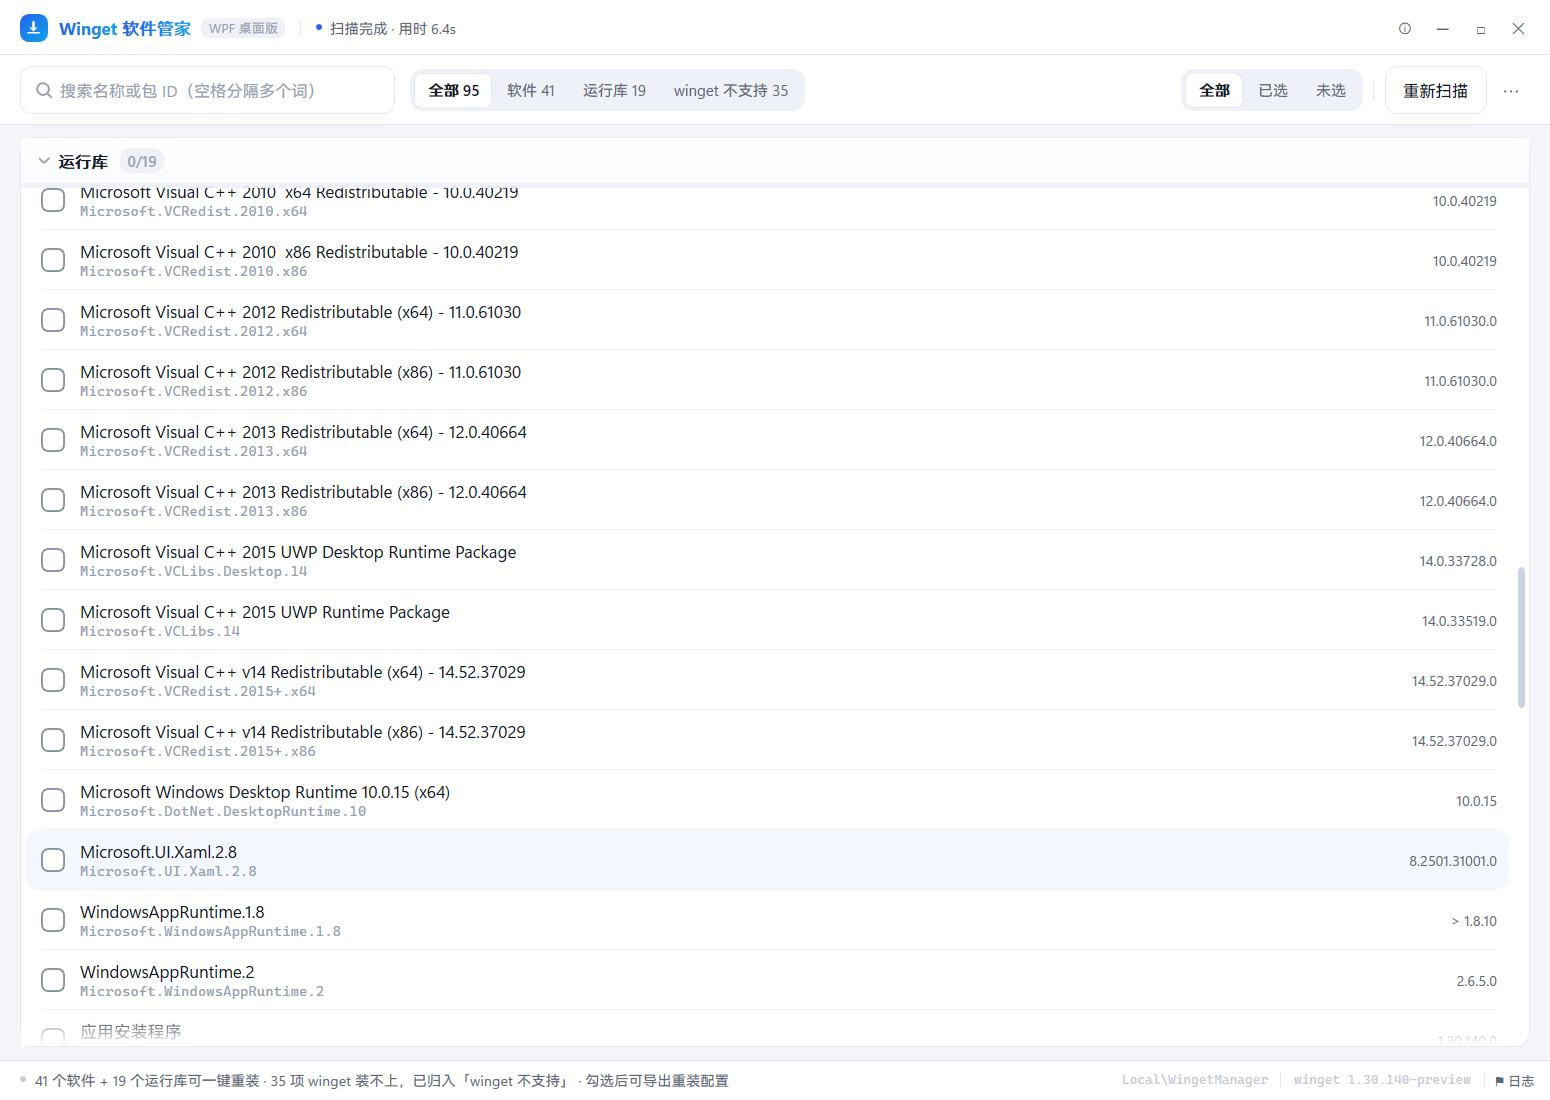 Winget 软件管家 WPF 桌面版 扫描完成 · 用时 6.4s
搜索名称或包 ID（空格分隔多个词） 全部 95 软件 41 运行库 19 winget 不支持 35 全部 已选 未选 重新扫描 ···
运行库 0/19
Microsoft Visual C++ 2010  x64 Redistributable - 10.0.40219
Microsoft.VCRedist.2010.x64
10.0.40219
Microsoft Visual C++ 2010  x86 Redistributable - 10.0.40219
Microsoft.VCRedist.2010.x86
10.0.40219
Microsoft Visual C++ 2012 Redistributable (x64) - 11.0.61030
Microsoft.VCRedist.2012.x64
11.0.61030.0
Microsoft Visual C++ 2012 Redistributable (x86) - 11.0.61030
Microsoft.VCRedist.2012.x86
11.0.61030.0
Microsoft Visual C++ 2013 Redistributable (x64) - 12.0.40664
Microsoft.VCRedist.2013.x64
12.0.40664.0
Microsoft Visual C++ 2013 Redistributable (x86) - 12.0.40664
Microsoft.VCRedist.2013.x86
12.0.40664.0
Microsoft Visual C++ 2015 UWP Desktop Runtime Package
Microsoft.VCLibs.Desktop.14
14.0.33728.0
Microsoft Visual C++ 2015 UWP Runtime Package
Microsoft.VCLibs.14
14.0.33519.0
Microsoft Visual C++ v14 Redistributable (x64) - 14.52.37029
Microsoft.VCRedist.2015+.x64
14.52.37029.0
Microsoft Visual C++ v14 Redistributable (x86) - 14.52.37029
Microsoft.VCRedist.2015+.x86
14.52.37029.0
Microsoft Windows Desktop Runtime 10.0.15 (x64)
Microsoft.DotNet.DesktopRuntime.10
10.0.15
Microsoft.UI.Xaml.2.8
Microsoft.UI.Xaml.2.8
8.2501.31001.0
WindowsAppRuntime.1.8
Microsoft.WindowsAppRuntime.1.8
> 1.8.10
WindowsAppRuntime.2
Microsoft.WindowsAppRuntime.2
2.6.5.0
应用安装程序
1.30.140.0
41 个软件 + 19 个运行库可一键重装 · 35 项 winget 装不上，已归入「winget 不支持」 · 勾选后可导出重装配置 Local\WingetManager winget 1.30.140-preview 日志